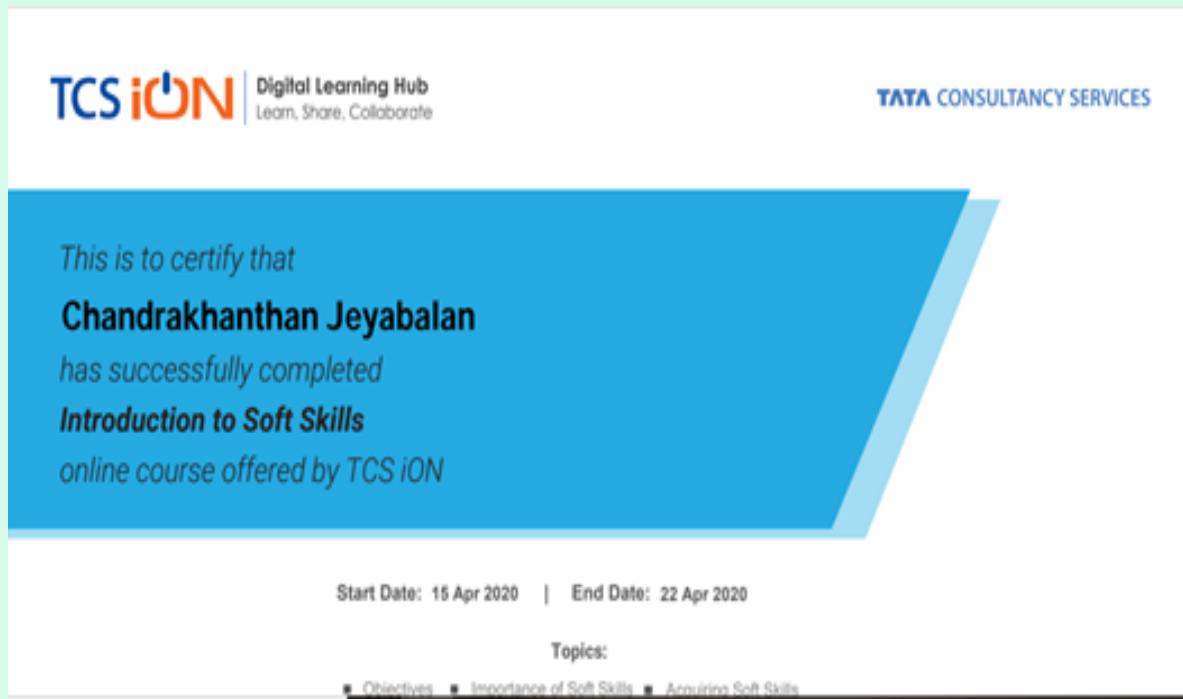 TCS iON
Digital Learning Hub
Learn, Share, Collaborate
TATA CONSULTANCY SERVICES
This is to certify that
Chandrakhanthan Jeyabalan
has successfully completed
Introduction to Soft Skills
online course offered by TCS iON
Start Date: 15 Apr 2020 | End Date: 22 Apr 2020
Topics:
▪ Objectives ▪ Importance of Soft Skills ▪ Acquiring Soft Skills